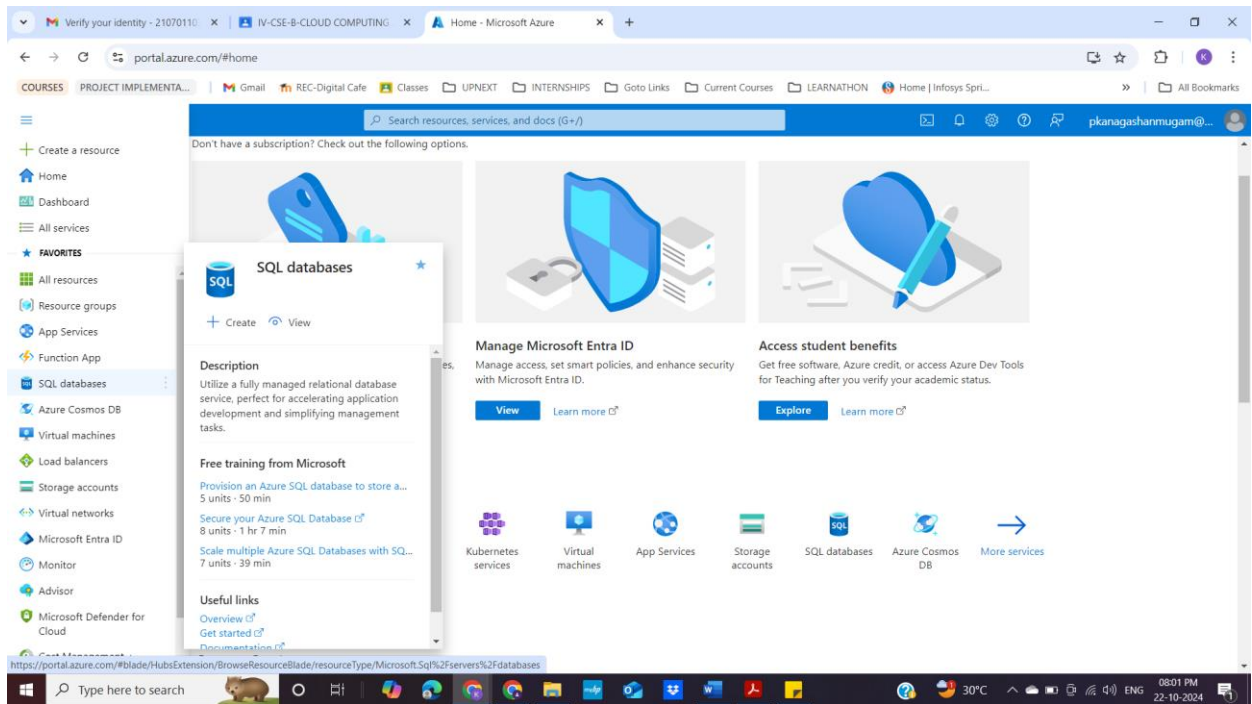 Verify your identity - 21070110
IV-CSE-B-CLOUD COMPUTING
Home - Microsoft Azure
portal.azure.com/#home
COURSES
PROJECT IMPLEMENTA...
Gmail
REC-Digital Cafe
Classes
UPNEXT
INTERNSHIPS
Goto Links
Current Courses
LEARNATHON
Home | Infosys Spri...
»
All Bookmarks
K
Search resources, services, and docs (G+/)
pkanagashanmugam@...
Create a resource
Home
Dashboard
All services
FAVORITES
All resources
Resource groups
App Services
Function App
SQL databases
Azure Cosmos DB
Virtual machines
Load balancers
Storage accounts
Virtual networks
Microsoft Entra ID
Monitor
Advisor
Microsoft Defender for
Cloud
Don't have a subscription? Check out the following options.
SQL
SQL databases
Create
View
Description
Utilize a fully managed relational database
service, perfect for accelerating application
development and simplifying management
tasks.
Free training from Microsoft
Provision an Azure SQL database to store a...
5 units · 50 min
Secure your Azure SQL Database
8 units · 1 hr 7 min
Scale multiple Azure SQL Databases with SQ...
7 units · 39 min
Useful links
Overview
Get started
Documentation
es,
Manage Microsoft Entra ID
Manage access, set smart policies, and enhance security
with Microsoft Entra ID.
View
Learn more
Access student benefits
Get free software, Azure credit, or access Azure Dev Tools
for Teaching after you verify your academic status.
Explore
Learn more
Kubernetes
services
Virtual
machines
App Services
Storage
accounts
SQL
SQL databases
Azure Cosmos
DB
More services
https://portal.azure.com/#blade/HubsExtension/BrowseResourceBlade/resourceType/Microsoft.Sql%2Fservers%2Fdatabases
Type here to search
30°C
ENG
08:01 PM
22-10-2024